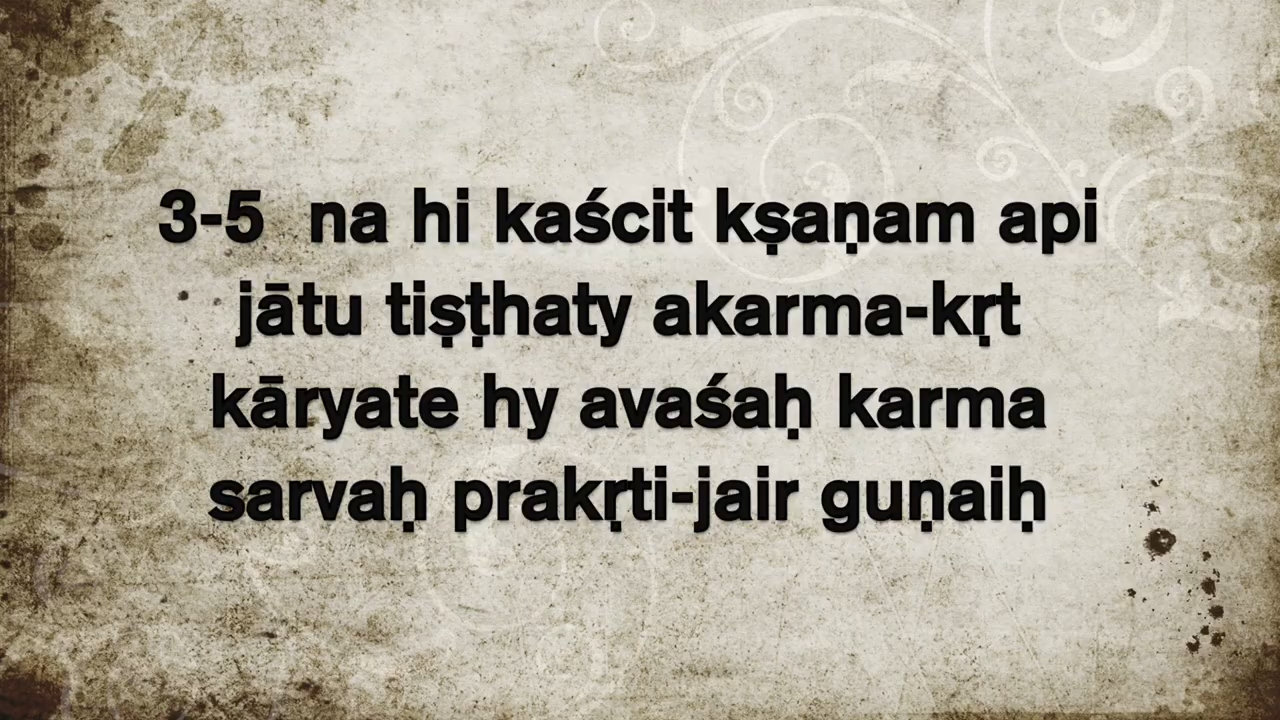 3-5  na hi kaścit kṣaṇam api
jātu tiṣṭhaty akarma-kṛt
kāryate hy avaśaḥ karma
sarvaḥ prakṛti-jair guṇaiḥ